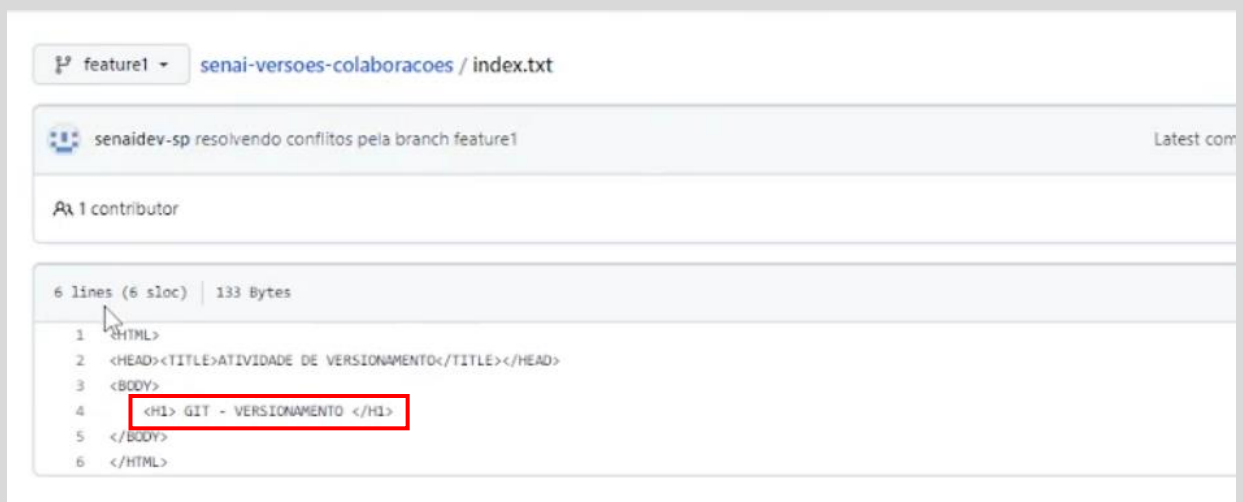 feature1 senai-versoes-colaboracoes / index.txt
senaidev-sp resolvendo conflitos pela branch feature1 Latest com
1 contributor
6 lines (6 sloc) 133 Bytes
1 <HTML>
2 <HEAD><TITLE>ATIVIDADE DE VERSIONAMENTO</TITLE></HEAD>
3 <BODY>
4 <H1> GIT - VERSIONAMENTO </H1>
5 </BODY>
6 </HTML>